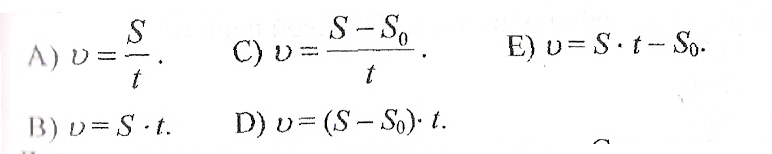 A) υ = S/t. C) υ = (S − S₀)/t. E) υ = S · t − S₀.
B) υ = S · t. D) υ = (S − S₀) · t.